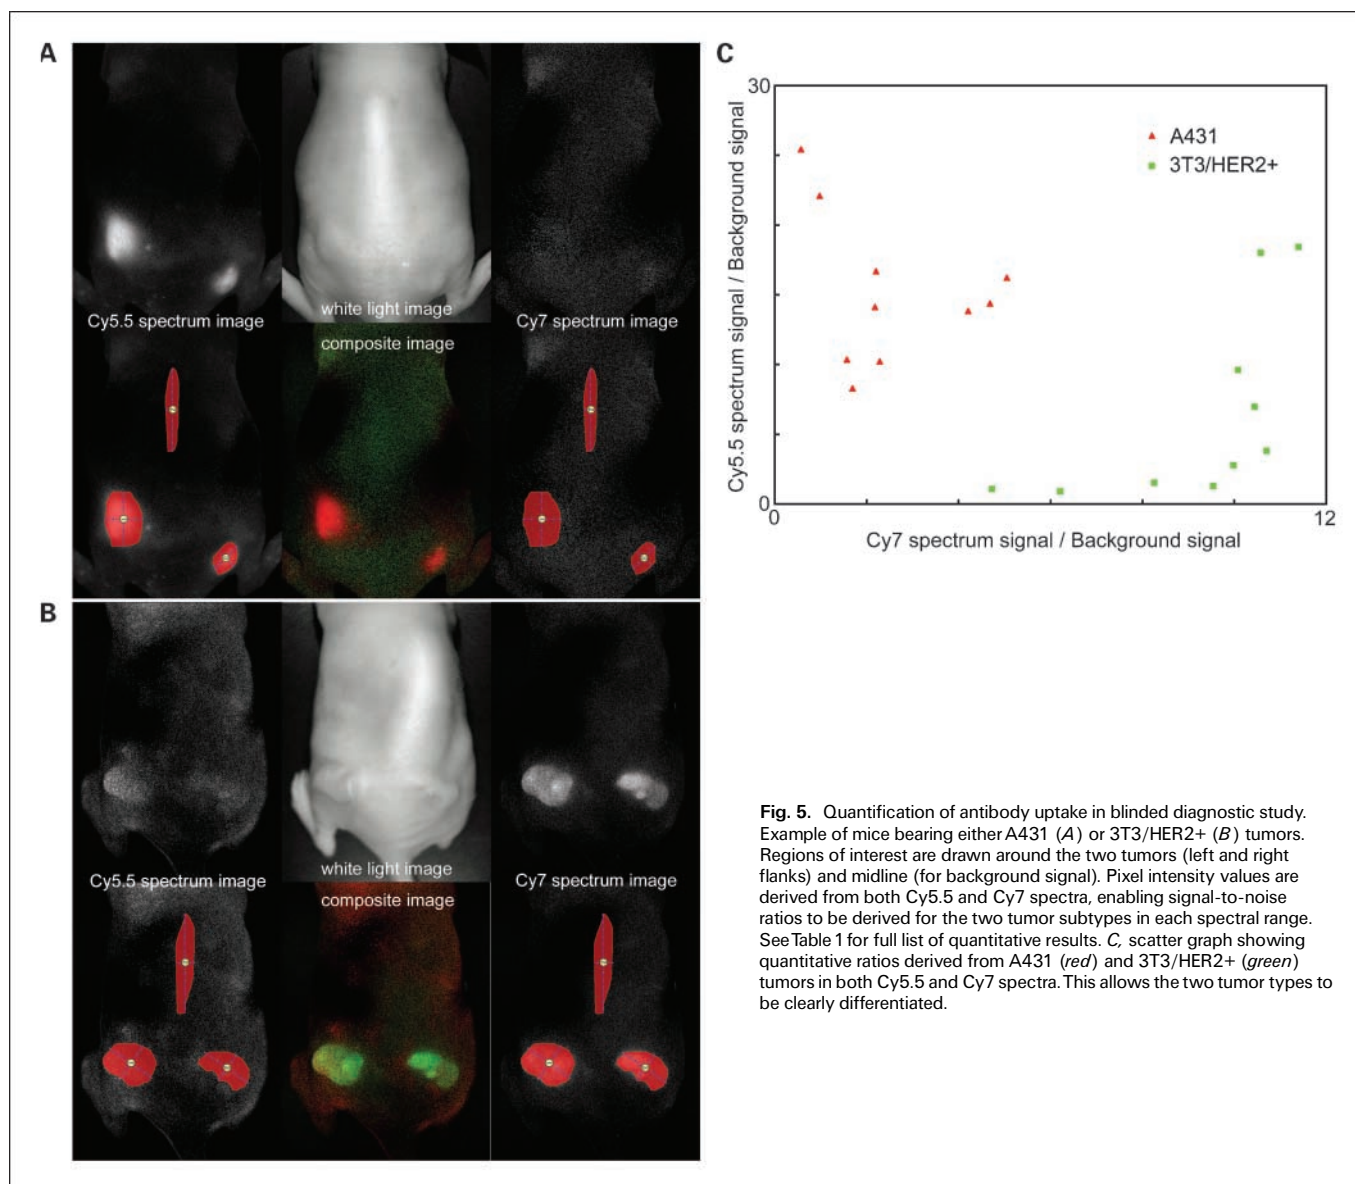 A
Cy5.5 spectrum image
white light image
Cy7 spectrum image
composite image
B
Cy5.5 spectrum image
white light image
Cy7 spectrum image
composite image
C
30
Cy5.5 spectrum signal / Background signal
A431
3T3/HER2+
0
0
12
Cy7 spectrum signal / Background signal
Fig. 5. Quantification of antibody uptake in blinded diagnostic study.
Example of mice bearing either A431 (A) or 3T3/HER2+ (B) tumors.
Regions of interest are drawn around the two tumors (left and right
flanks) and midline (for background signal). Pixel intensity values are
derived from both Cy5.5 and Cy7 spectra, enabling signal-to-noise
ratios to be derived for the two tumor subtypes in each spectral range.
See Table 1 for full list of quantitative results. C, scatter graph showing
quantitative ratios derived from A431 (red) and 3T3/HER2+ (green)
tumors in both Cy5.5 and Cy7 spectra. This allows the two tumor types to
be clearly differentiated.